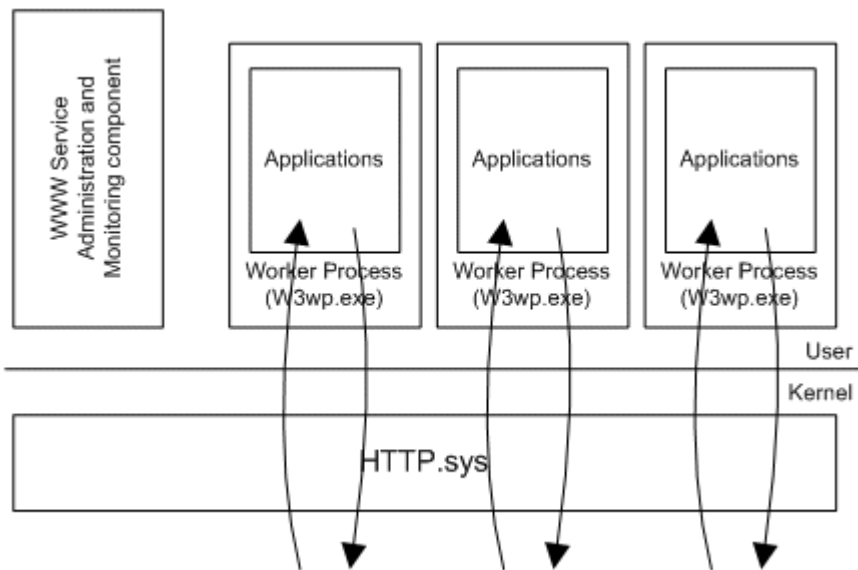 WWW Service
Administration and
Monitoring component
Applications
Worker Process
(W3wp.exe)
Applications
Worker Process
(W3wp.exe)
Applications
Worker Process
(W3wp.exe)
User
Kernel
HTTP.sys